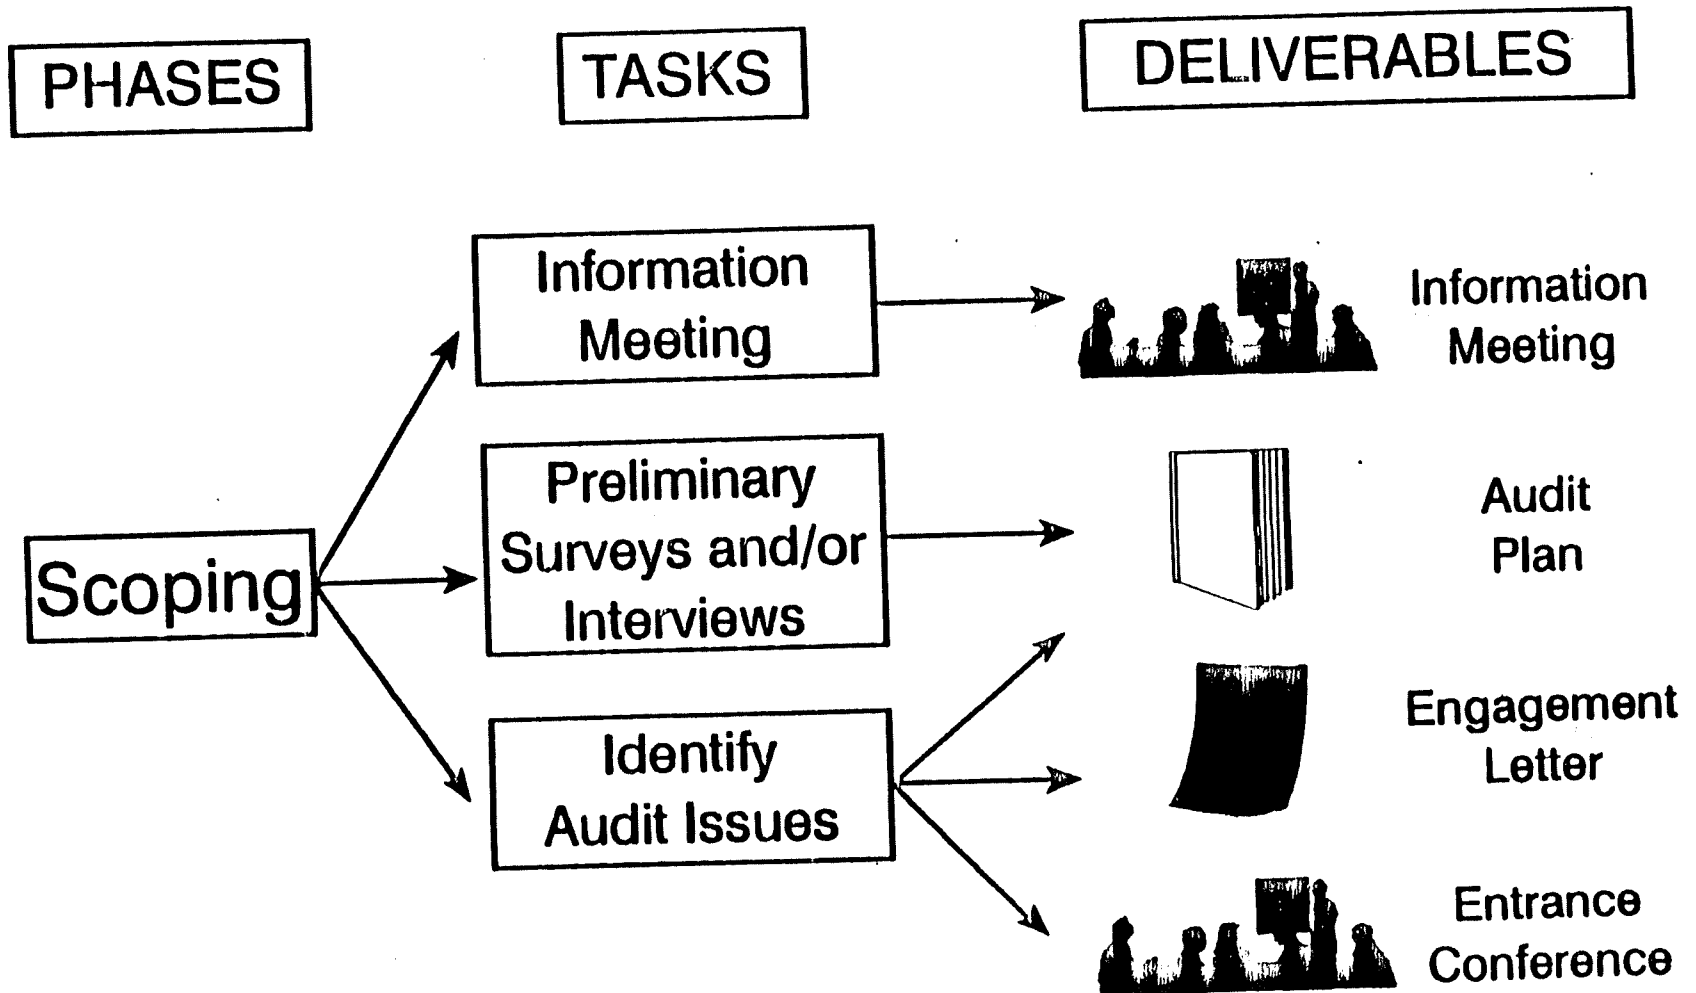 PHASES
TASKS
DELIVERABLES
Information
Meeting
Information
Meeting
Preliminary
Surveys and/or
Interviews
Audit
Plan
Scoping
Identify
Audit Issues
Engagement
Letter
Entrance
Conference